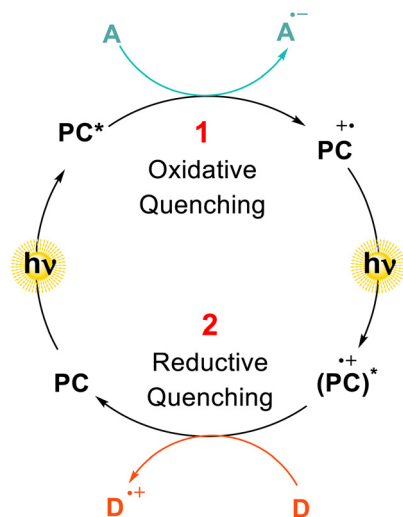 A
A•−
PC*
PC+•
1
Oxidative
Quenching
hν
hν
2
Reductive
Quenching
PC
(PC)•+*
D•+
D